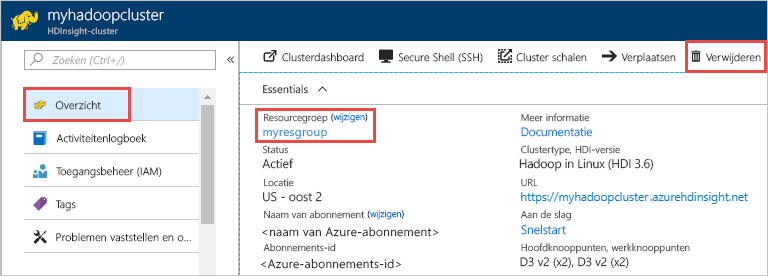 myhadoopcluster
HDInsight-cluster
Zoeken (Ctrl+/)
«
Overzicht
Activiteitenlogboek
Toegangsbeheer (IAM)
Tags
Problemen vaststellen en o...
Clusterdashboard Secure Shell (SSH) Cluster schalen Verplaatsen Verwijderen
Essentials
Resourcegroep (wijzigen)
myresgroup
Status
Actief
Locatie
US - oost 2
Naam van abonnement (wijzigen)
<naam van Azure-abonnement>
Abonnements-id
<Azure-abonnements-id>
Meer informatie
Documentatie
Clustertype, HDI-versie
Hadoop in Linux (HDI 3.6)
URL
https://myhadoopcluster.azurehdinsight.net
Aan de slag
Snelstart
Hoofdknooppunten, werkknooppunten
D3 v2 (x2), D3 v2 (x2)